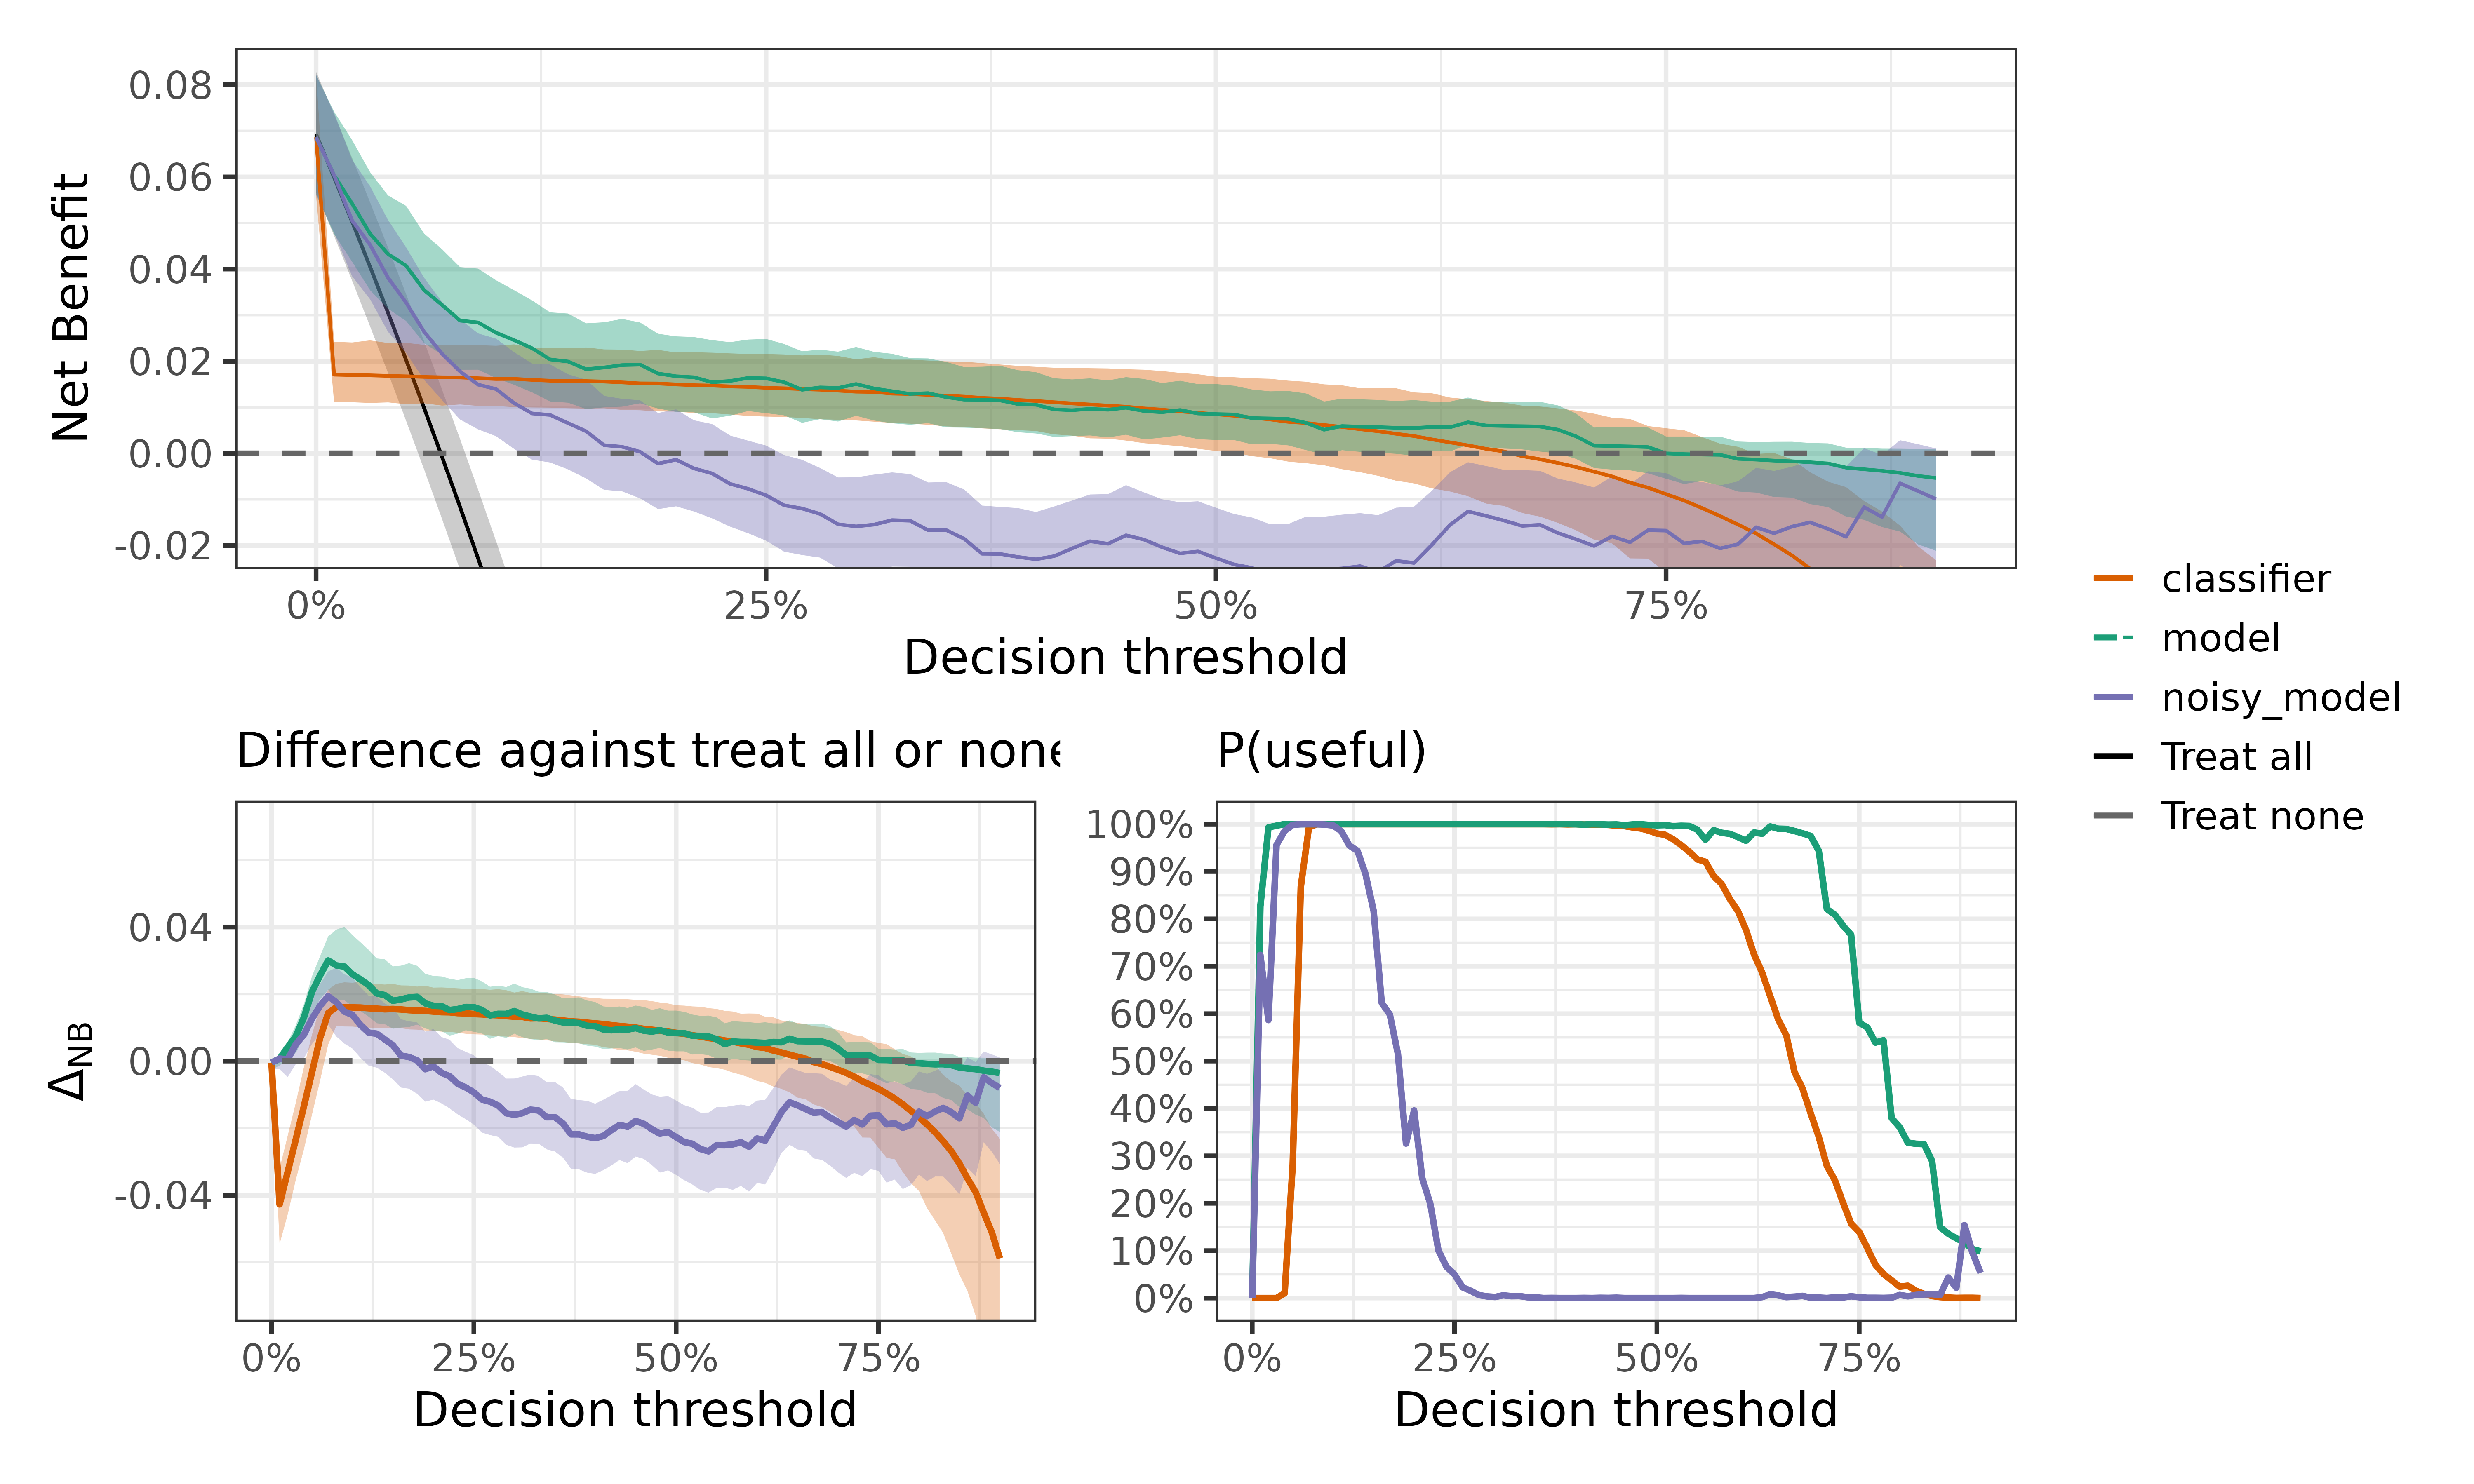 Net Benefit
0.08
0.06
0.04
0.02
0.00
-0.02
0% 25% 50% 75%
Decision threshold
classifier
model
noisy_model
Treat all
Treat none
Difference against treat all or none
ΔNB
0.04
0.00
-0.04
0% 25% 50% 75%
Decision threshold
P(useful)
100%
90%
80%
70%
60%
50%
40%
30%
20%
10%
0%
0% 25% 50% 75%
Decision threshold